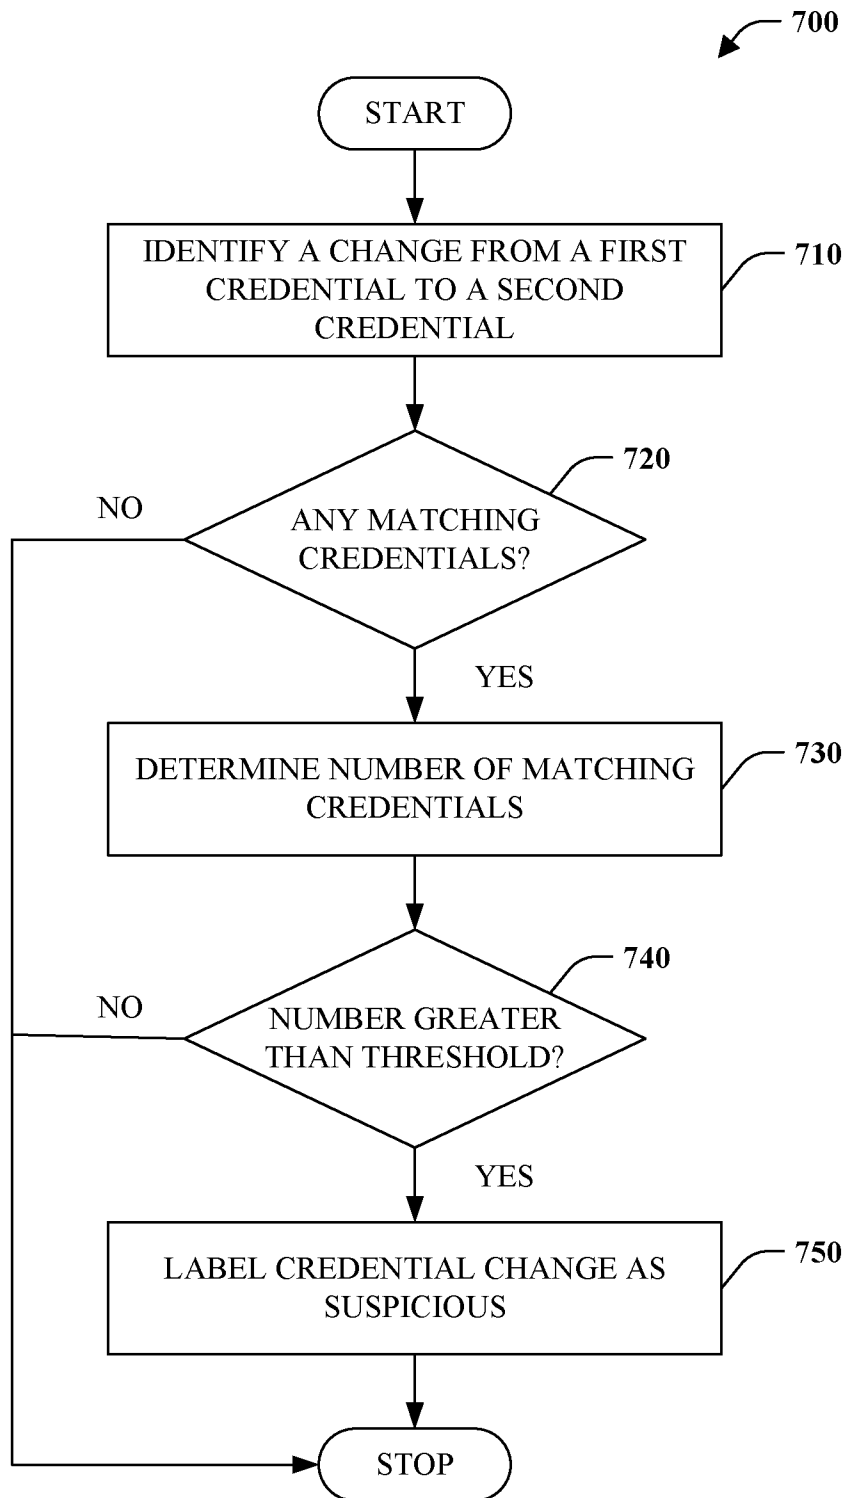 700
START
IDENTIFY A CHANGE FROM A FIRST
CREDENTIAL TO A SECOND
CREDENTIAL
710
720
NO
ANY MATCHING
CREDENTIALS?
YES
DETERMINE NUMBER OF MATCHING
CREDENTIALS
730
740
NO
NUMBER GREATER
THAN THRESHOLD?
YES
LABEL CREDENTIAL CHANGE AS
SUSPICIOUS
750
STOP